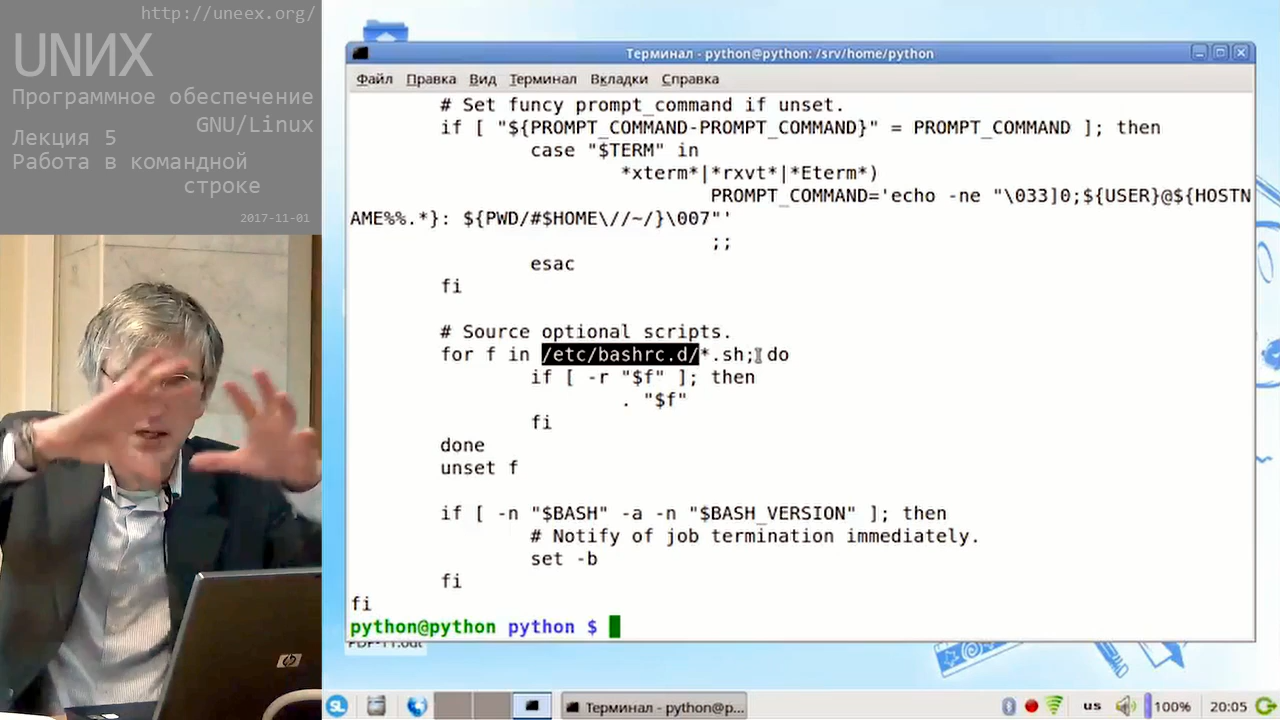 http://uneex.org/
UNИX
Программное обеспечение
GNU/Linux
Лекция 5
Работа в командной
строке
2017-11-01
Терминал - python@python: /srv/home/python
Файл Правка Вид Терминал Вкладки Справка
# Set funcy prompt_command if unset.
if [ "${PROMPT_COMMAND-PROMPT_COMMAND}" = PROMPT_COMMAND ]; then
case "$TERM" in
*xterm*|*rxvt*|*Eterm*)
PROMPT_COMMAND='echo -ne "\033]0;${USER}@${HOSTN
AME%%.*}: ${PWD/#$HOME\//~/}\007"'
;;
esac
fi
# Source optional scripts.
for f in /etc/bashrc.d/*.sh; do
if [ -r "$f" ]; then
. "$f"
fi
done
unset f
if [ -n "$BASH" -a -n "$BASH_VERSION" ]; then
# Notify of job termination immediately.
set -b
fi
fi
python@python python $
hp
SL
Терминал - python@p...
us
100%
20:05